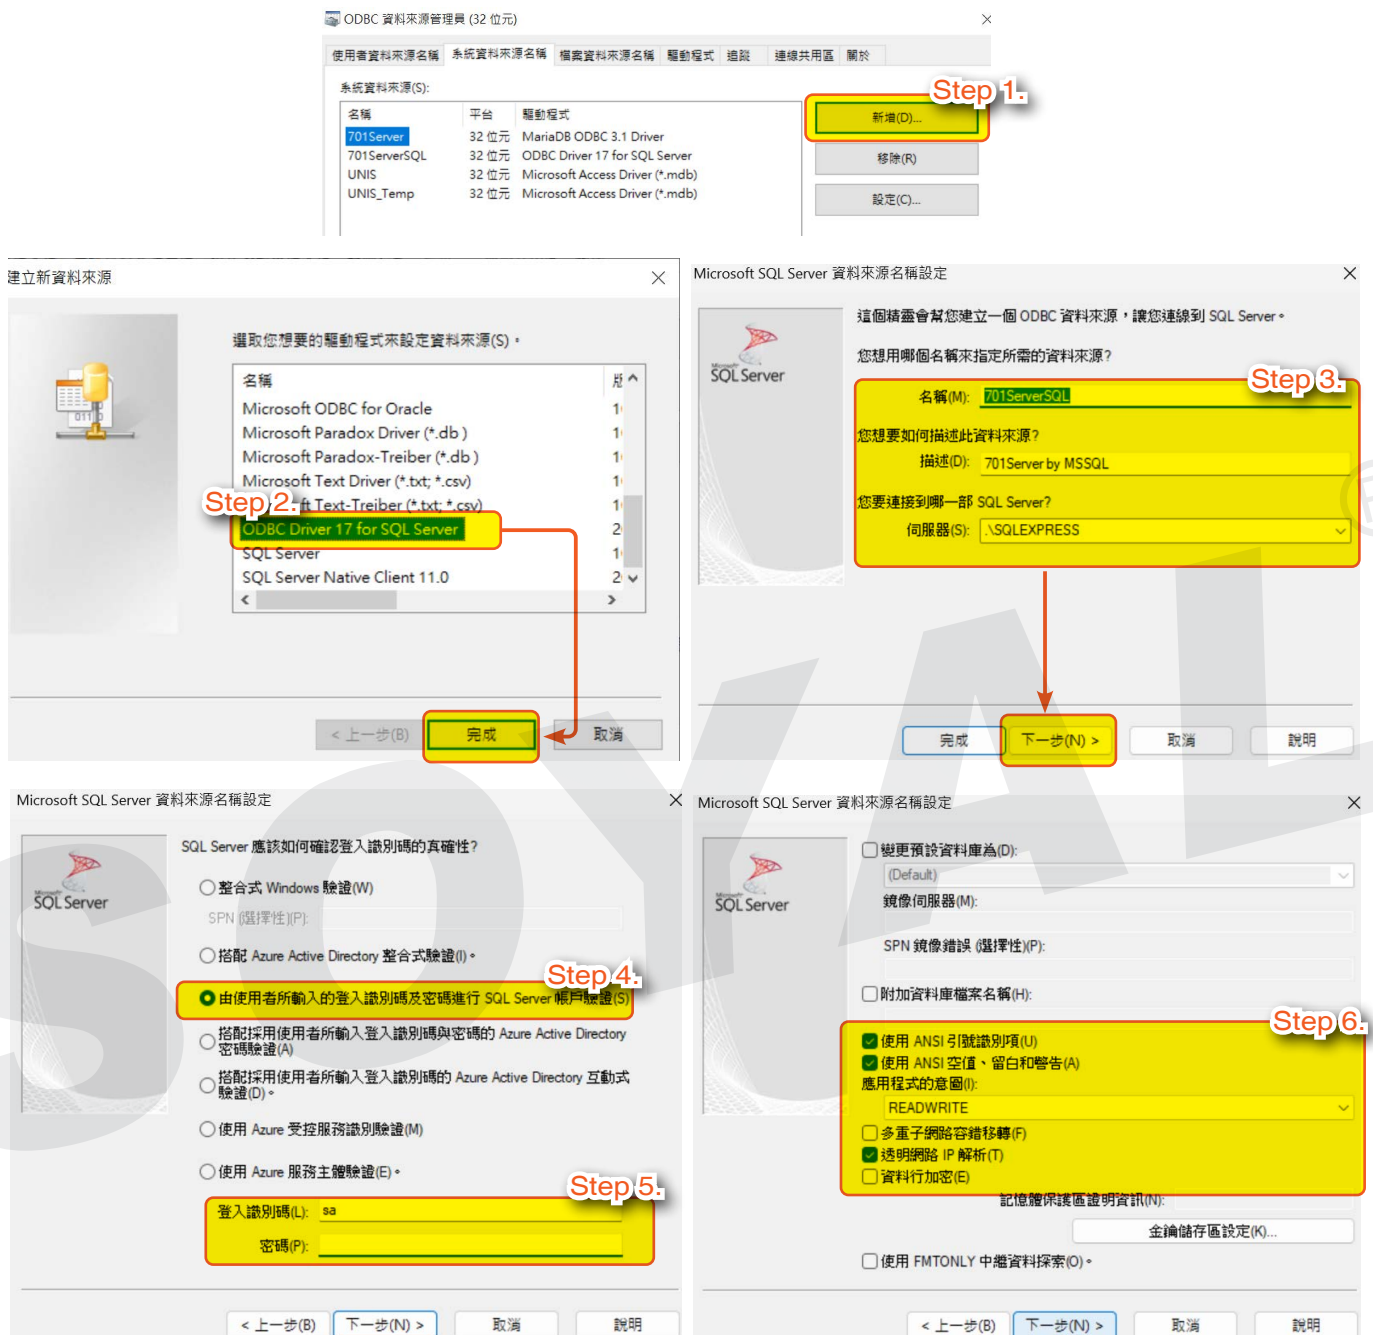 ODBC 資料來源管理員 (32 位元)
使用者資料來源名稱 系統資料來源名稱 檔案資料來源名稱 驅動程式 追蹤 連線共用區 關於
系統資料來源(S):
Step 1.
名稱 平台 驅動程式
新增(D)...
701Server 32 位元 MariaDB ODBC 3.1 Driver
701ServerSQL 32 位元 ODBC Driver 17 for SQL Server
移除(R)
UNIS 32 位元 Microsoft Access Driver (*.mdb)
UNIS_Temp 32 位元 Microsoft Access Driver (*.mdb)
設定(C)...
建立新資料來源
選取您想要的驅動程式來設定資料來源(S)。
名稱
Microsoft ODBC for Oracle
Microsoft Paradox Driver (*.db )
Microsoft Paradox-Treiber (*.db )
Microsoft Text Driver (*.txt; *.csv)
Step 2.
Text-Treiber (*.txt; *.csv)
ODBC Driver 17 for SQL Server
SQL Server
SQL Server Native Client 11.0
< 上一步(B) 完成 取消
Microsoft SQL Server 資料來源名稱設定
這個精靈會幫您建立一個 ODBC 資料來源，讓您連線到 SQL Server。
您想用哪個名稱來指定所需的資料來源?
Microsoft
SQL Server
Step 3.
名稱(M): 701ServerSQL
您想要如何描述此資料來源?
描述(D): 701Server by MSSQL
您要連接到哪一部 SQL Server?
伺服器(S): .\SQLEXPRESS
完成 下一步(N) > 取消 說明
Microsoft SQL Server 資料來源名稱設定
SQL Server 應該如何確認登入識別碼的真確性?
Microsoft
SQL Server
整合式 Windows 驗證(W)
SPN (選擇性)(P):
搭配 Azure Active Directory 整合式驗證(I)。
Step 4.
由使用者所輸入的登入識別碼及密碼進行 SQL Server 帳戶驗證(S)
搭配採用使用者所輸入登入識別碼與密碼的 Azure Active Directory
密碼驗證(A)
搭配採用使用者所輸入登入識別碼的 Azure Active Directory 互動式
驗證(D)。
使用 Azure 受控服務識別驗證(M)
使用 Azure 服務主體驗證(E)。
Step 5.
登入識別碼(L): sa
密碼(P):
< 上一步(B) 下一步(N) > 取消 說明
Microsoft SQL Server 資料來源名稱設定
變更預設資料庫為(D):
(Default)
Microsoft
SQL Server
鏡像伺服器(M):
SPN 鏡像錯誤 (選擇性)(P):
附加資料庫檔案名稱(H):
Step 6.
使用 ANSI 引號識別項(U)
使用 ANSI 空值、留白和警告(A)
應用程式的意圖(I):
READWRITE
多重子網路容錯移轉(F)
透明網路 IP 解析(T)
資料行加密(E)
記憶體保護區證明資訊(N):
金鑰儲存區設定(K)...
使用 FMTONLY 中繼資料探索(O)。
< 上一步(B) 下一步(N) > 取消 說明
SOYAL®